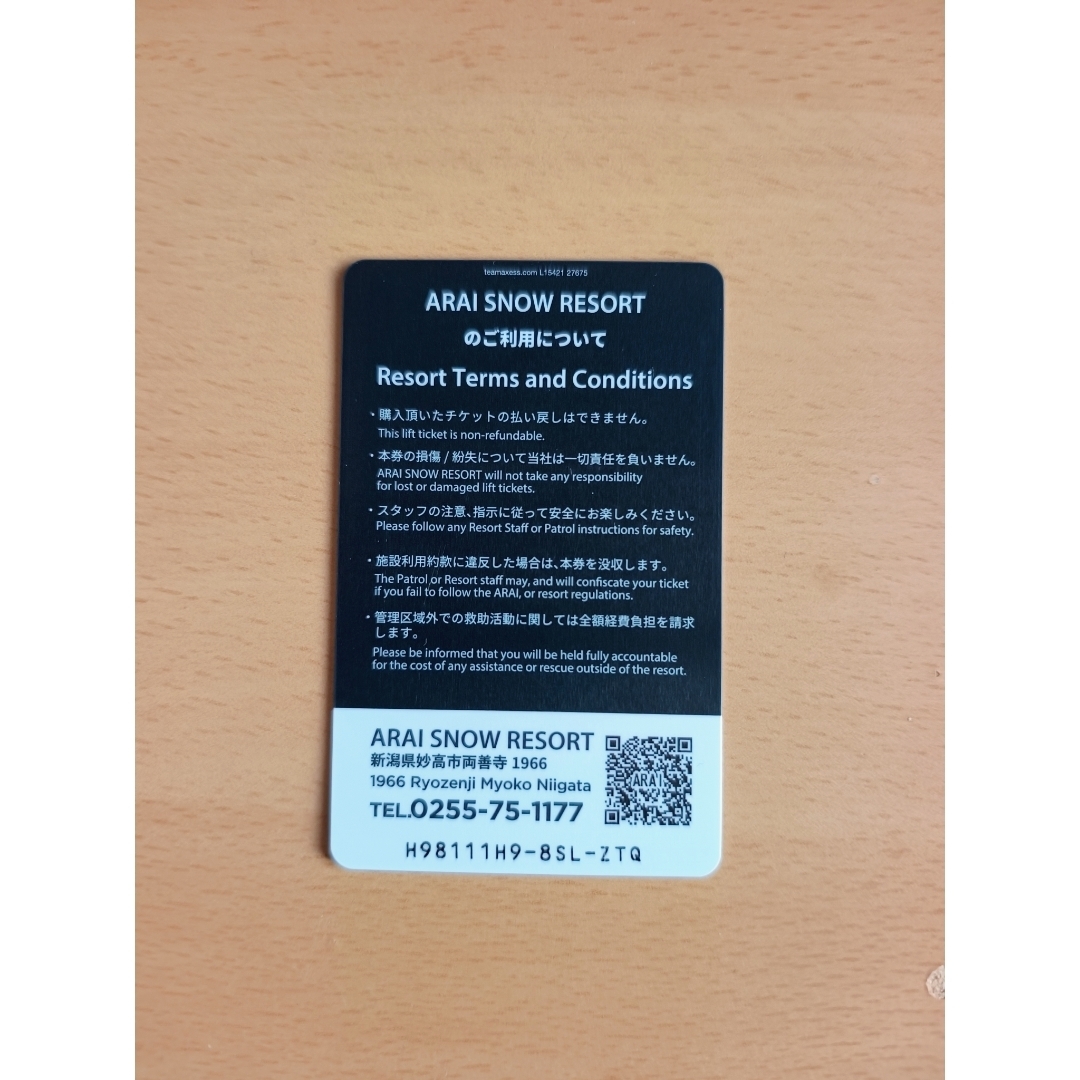 teamaxess.com L15421 27675
ARAI SNOW RESORT
のご利用について
Resort Terms and Conditions
・購入頂いたチケットの払い戻しはできません。
This lift ticket is non-refundable.
・本券の損傷 / 紛失について当社は一切責任を負いません。
ARAI SNOW RESORT will not take any responsibility
for lost or damaged lift tickets.
・スタッフの注意、指示に従って安全にお楽しみください。
Please follow any Resort Staff or Patrol instructions for safety.
・施設利用約款に違反した場合は、本券を没収します。
The Patrol or Resort staff may, and will confiscate your ticket
if you fail to follow the ARAI, or resort regulations.
・管理区域外での救助活動に関しては全額経費負担を請求
します。
Please be informed that you will be held fully accountable
for the cost of any assistance or rescue outside of the resort.
ARAI SNOW RESORT
新潟県妙高市両善寺 1966
1966 Ryozenji Myoko Niigata
TEL.0255-75-1177
ARAI
H98111H9-8SL-ZTQ